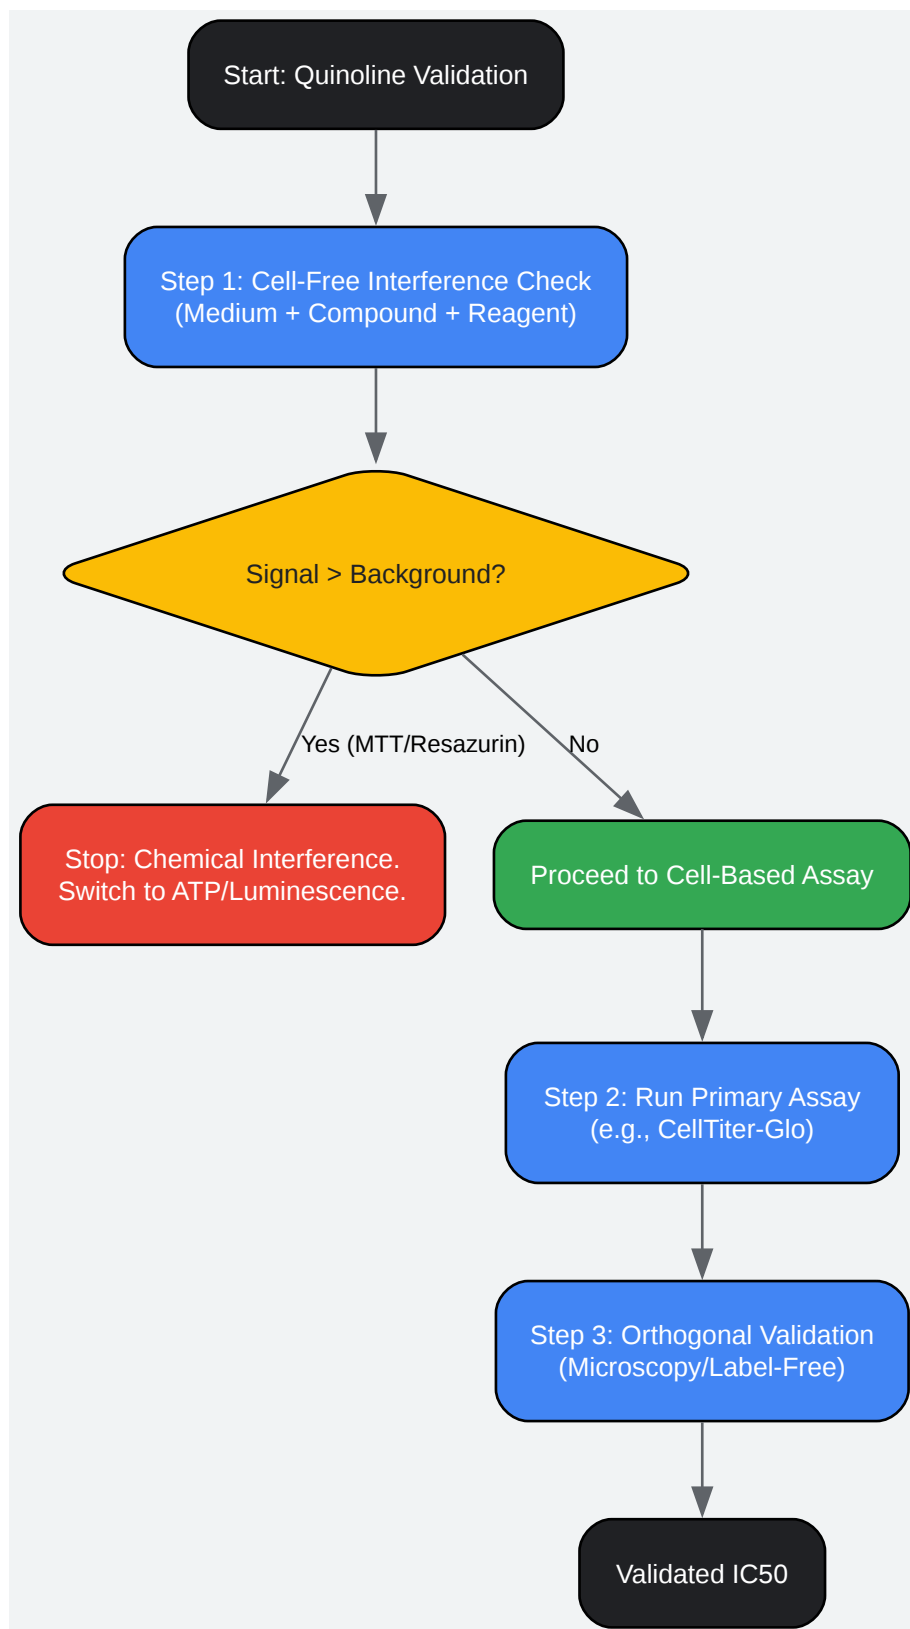 Start: Quinoline Validation
Step 1: Cell-Free Interference Check
(Medium + Compound + Reagent)
Signal > Background?
Yes (MTT/Resazurin)
No
Stop: Chemical Interference.
Switch to ATP/Luminescence.
Proceed to Cell-Based Assay
Step 2: Run Primary Assay
(e.g., CellTiter-Glo)
Step 3: Orthogonal Validation
(Microscopy/Label-Free)
Validated IC50